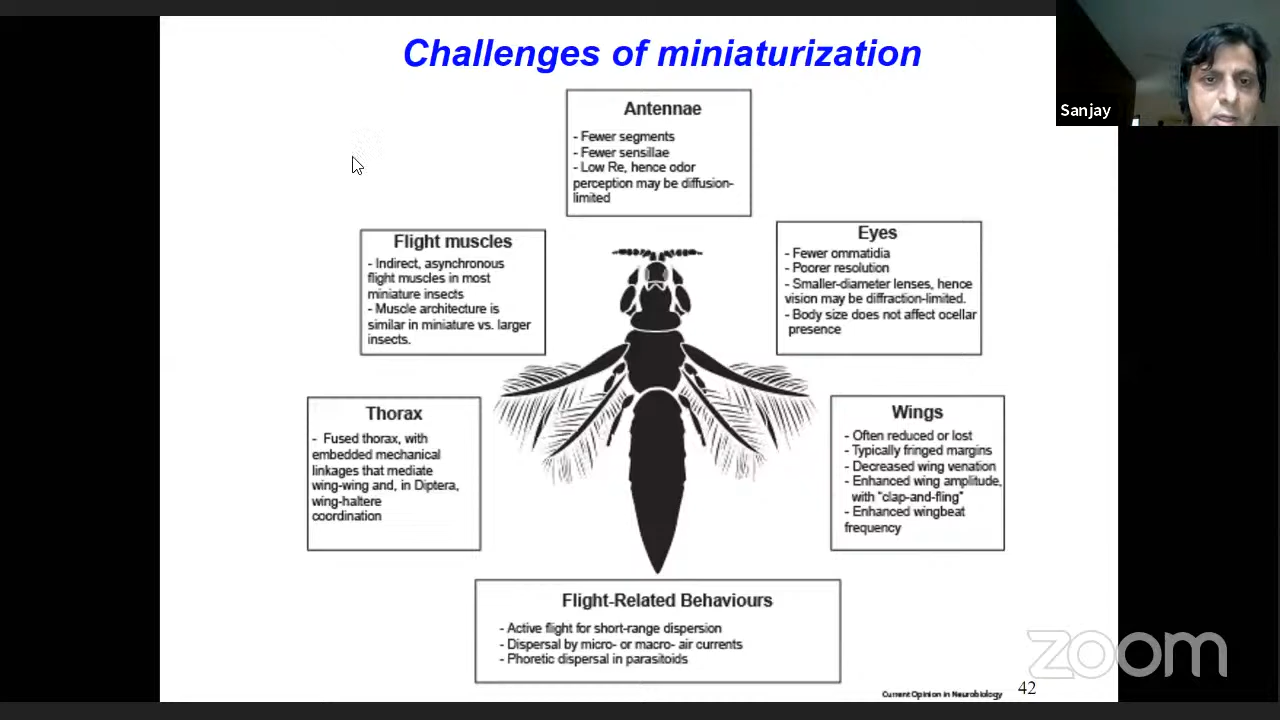 Challenges of miniaturization
Sanjay
Antennae
- Fewer segments
- Fewer sensillae
- Low Re, hence odor
perception may be diffusion-
limited
Flight muscles
- Indirect, asynchronous
flight muscles in most
miniature insects
- Muscle architecture is
similar in miniature vs. larger
insects.
Eyes
- Fewer ommatidia
- Poorer resolution
- Smaller-diameter lenses, hence
vision may be diffraction-limited.
- Body size does not affect ocellar
presence
Thorax
- Fused thorax, with
embedded mechanical
linkages that mediate
wing-wing and, in Diptera,
wing-haltere
coordination
Wings
- Often reduced or lost
- Typically fringed margins
- Decreased wing venation
- Enhanced wing amplitude,
with "clap-and-fling"
- Enhanced wingbeat
frequency
Flight-Related Behaviours
- Active flight for short-range dispersion
- Dispersal by micro- or macro- air currents
- Phoretic dispersal in parasitoids
Current Opinion in Neurobiology
42
zoom